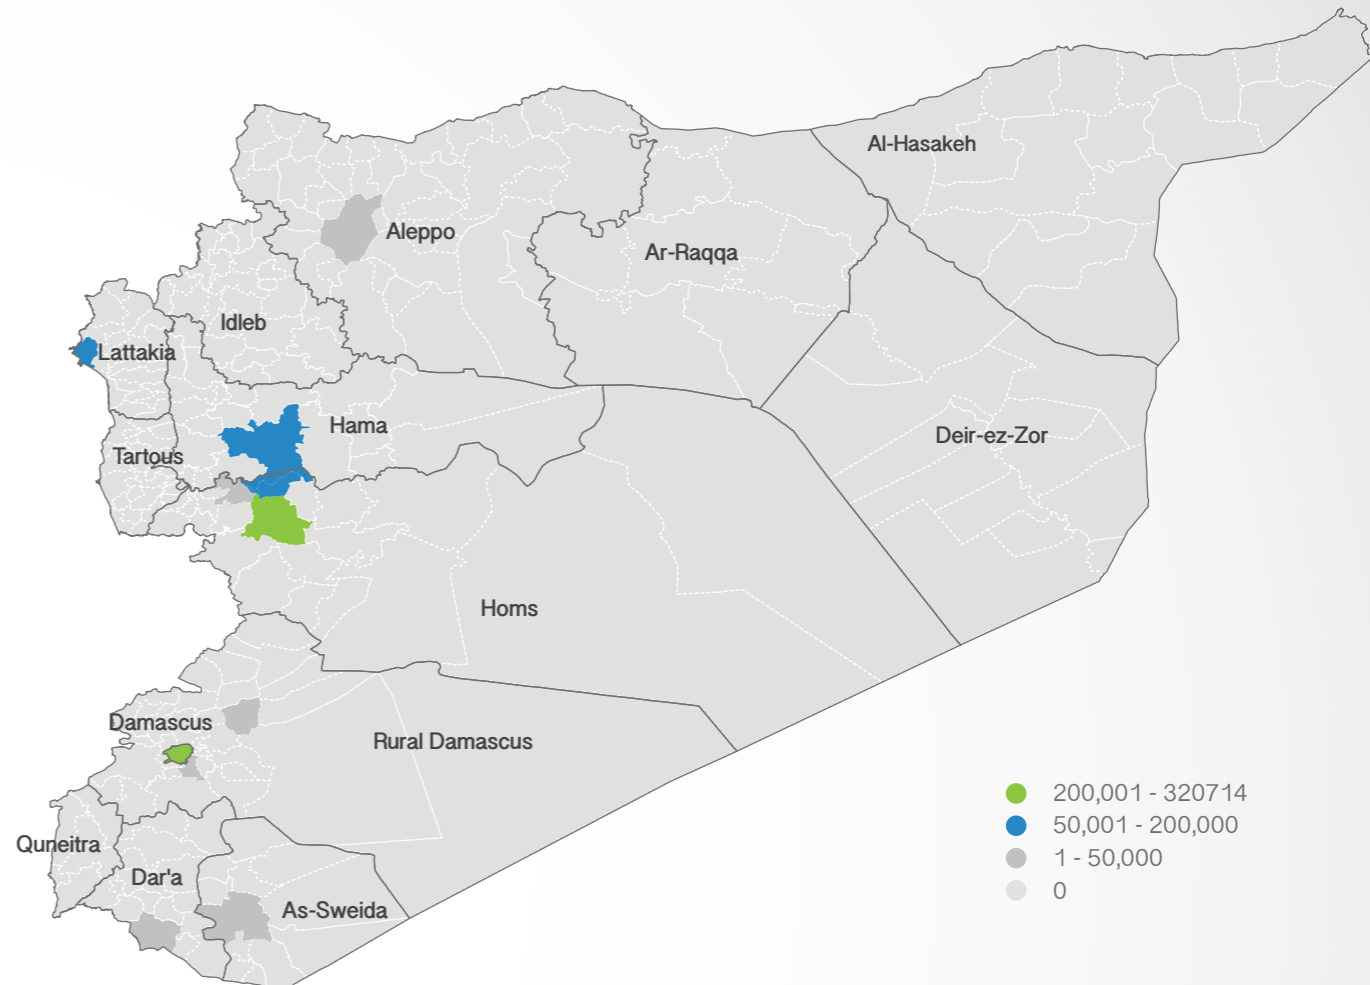 Al-Hasakeh
Aleppo
Ar-Raqqa
Idleb
Lattakia
Hama
Deir-ez-Zor
Tartous
Homs
Damascus
Rural Damascus
Quneitra
Dar'a
As-Sweida
200,001 - 320714
50,001 - 200,000
1 - 50,000
0